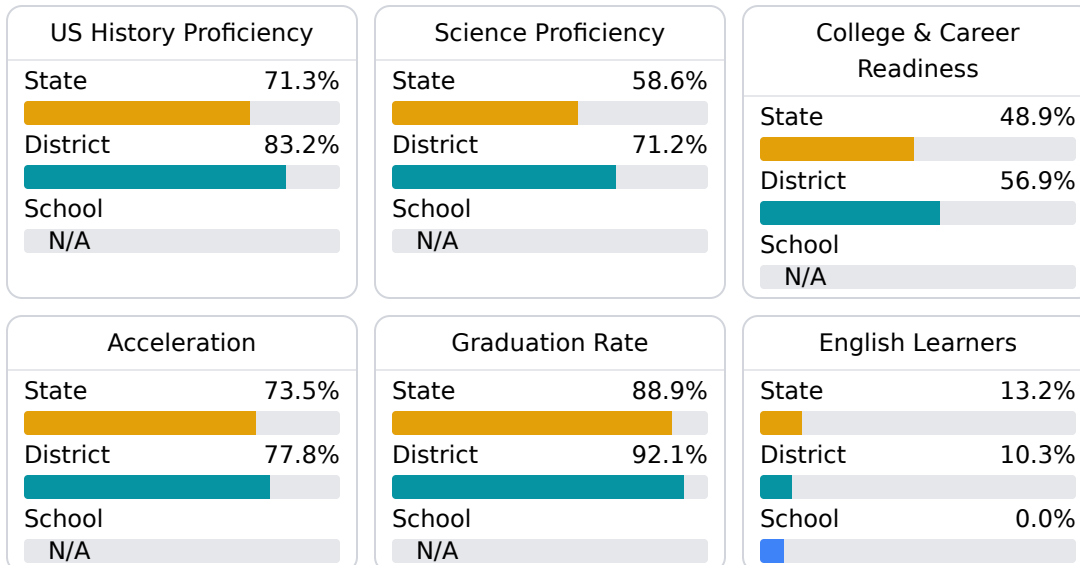 US History Proficiency
State 71.3%
District 83.2%
School
N/A
Science Proficiency
State 58.6%
District 71.2%
School
N/A
College & Career
Readiness
State 48.9%
District 56.9%
School
N/A
Acceleration
State 73.5%
District 77.8%
School
N/A
Graduation Rate
State 88.9%
District 92.1%
School
N/A
English Learners
State 13.2%
District 10.3%
School 0.0%